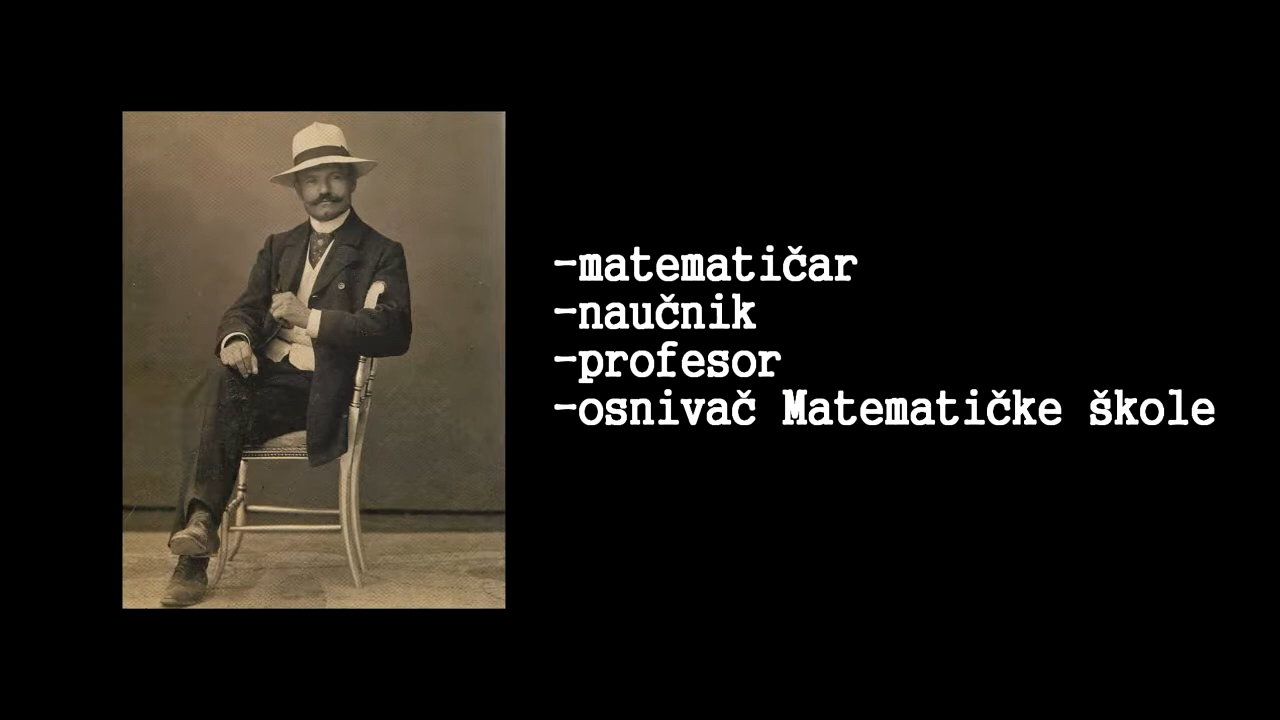 -matematičar
-naučnik
-profesor
-osnivač Matematičke škole